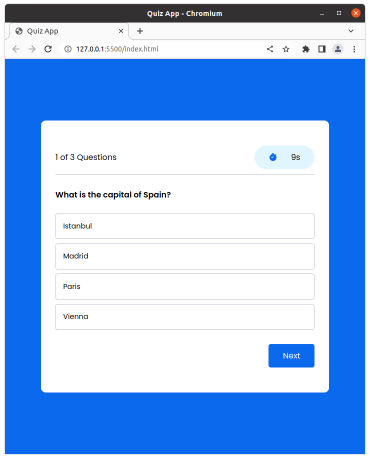 Quiz App - Chromium
Quiz App
127.0.0.1:5500/index.html
1 of 3 Questions
9s
What is the capital of Spain?
Istanbul
Madrid
Paris
Vienna
Next